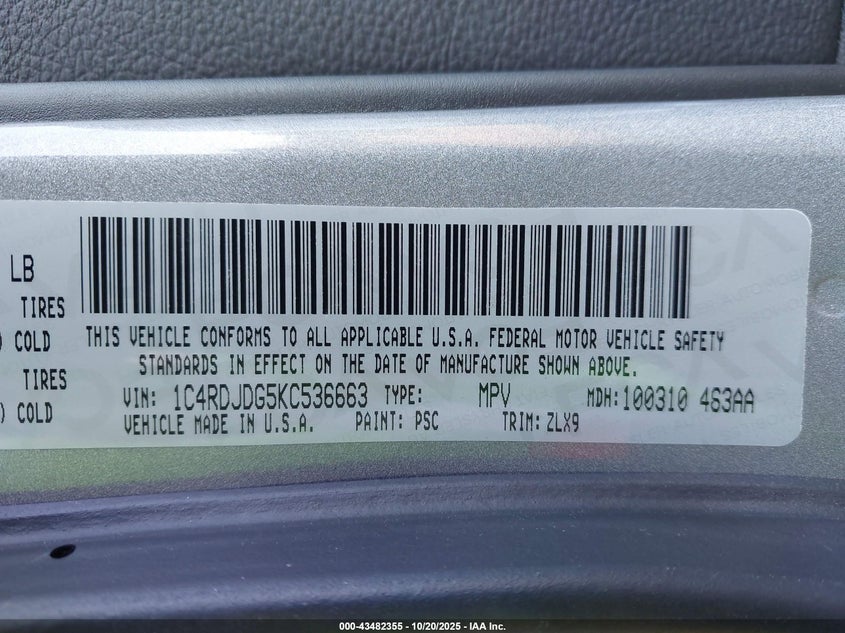 LB
TIRES
) COLD
TIRES
) COLD
THIS VEHICLE CONFORMS TO ALL APPLICABLE U.S.A. FEDERAL MOTOR VEHICLE SAFETY
STANDARDS IN EFFECT ON THE DATE OF MANUFACTURE SHOWN ABOVE.
VIN: 1C4RDJDG5KC536663 TYPE: MPV MDH:100310 463AA
VEHICLE MADE IN U.S.A. PAINT: PSC TRIM: ZLX9
000-43482355 - 10/20/2025 - IAA Inc.